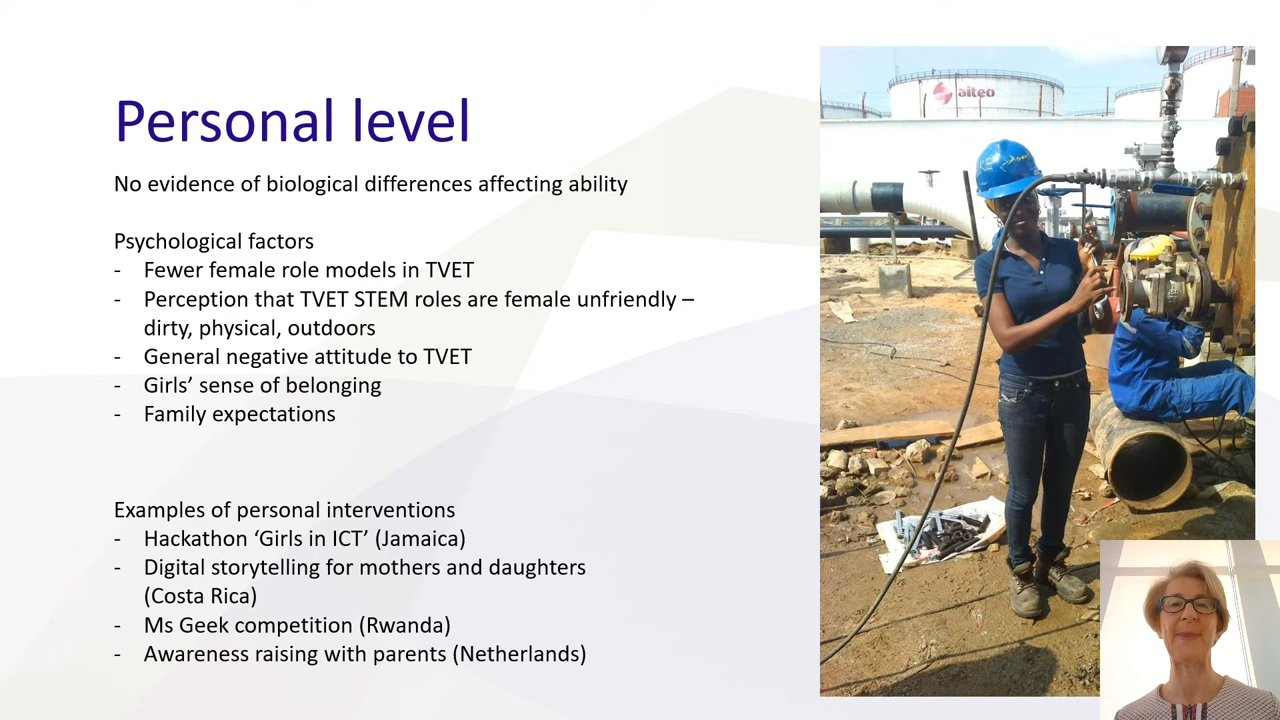 Personal level
No evidence of biological differences affecting ability
Psychological factors
- Fewer female role models in TVET
- Perception that TVET STEM roles are female unfriendly –
dirty, physical, outdoors
- General negative attitude to TVET
- Girls’ sense of belonging
- Family expectations
Examples of personal interventions
- Hackathon ‘Girls in ICT’ (Jamaica)
- Digital storytelling for mothers and daughters
(Costa Rica)
- Ms Geek competition (Rwanda)
- Awareness raising with parents (Netherlands)
aiteo